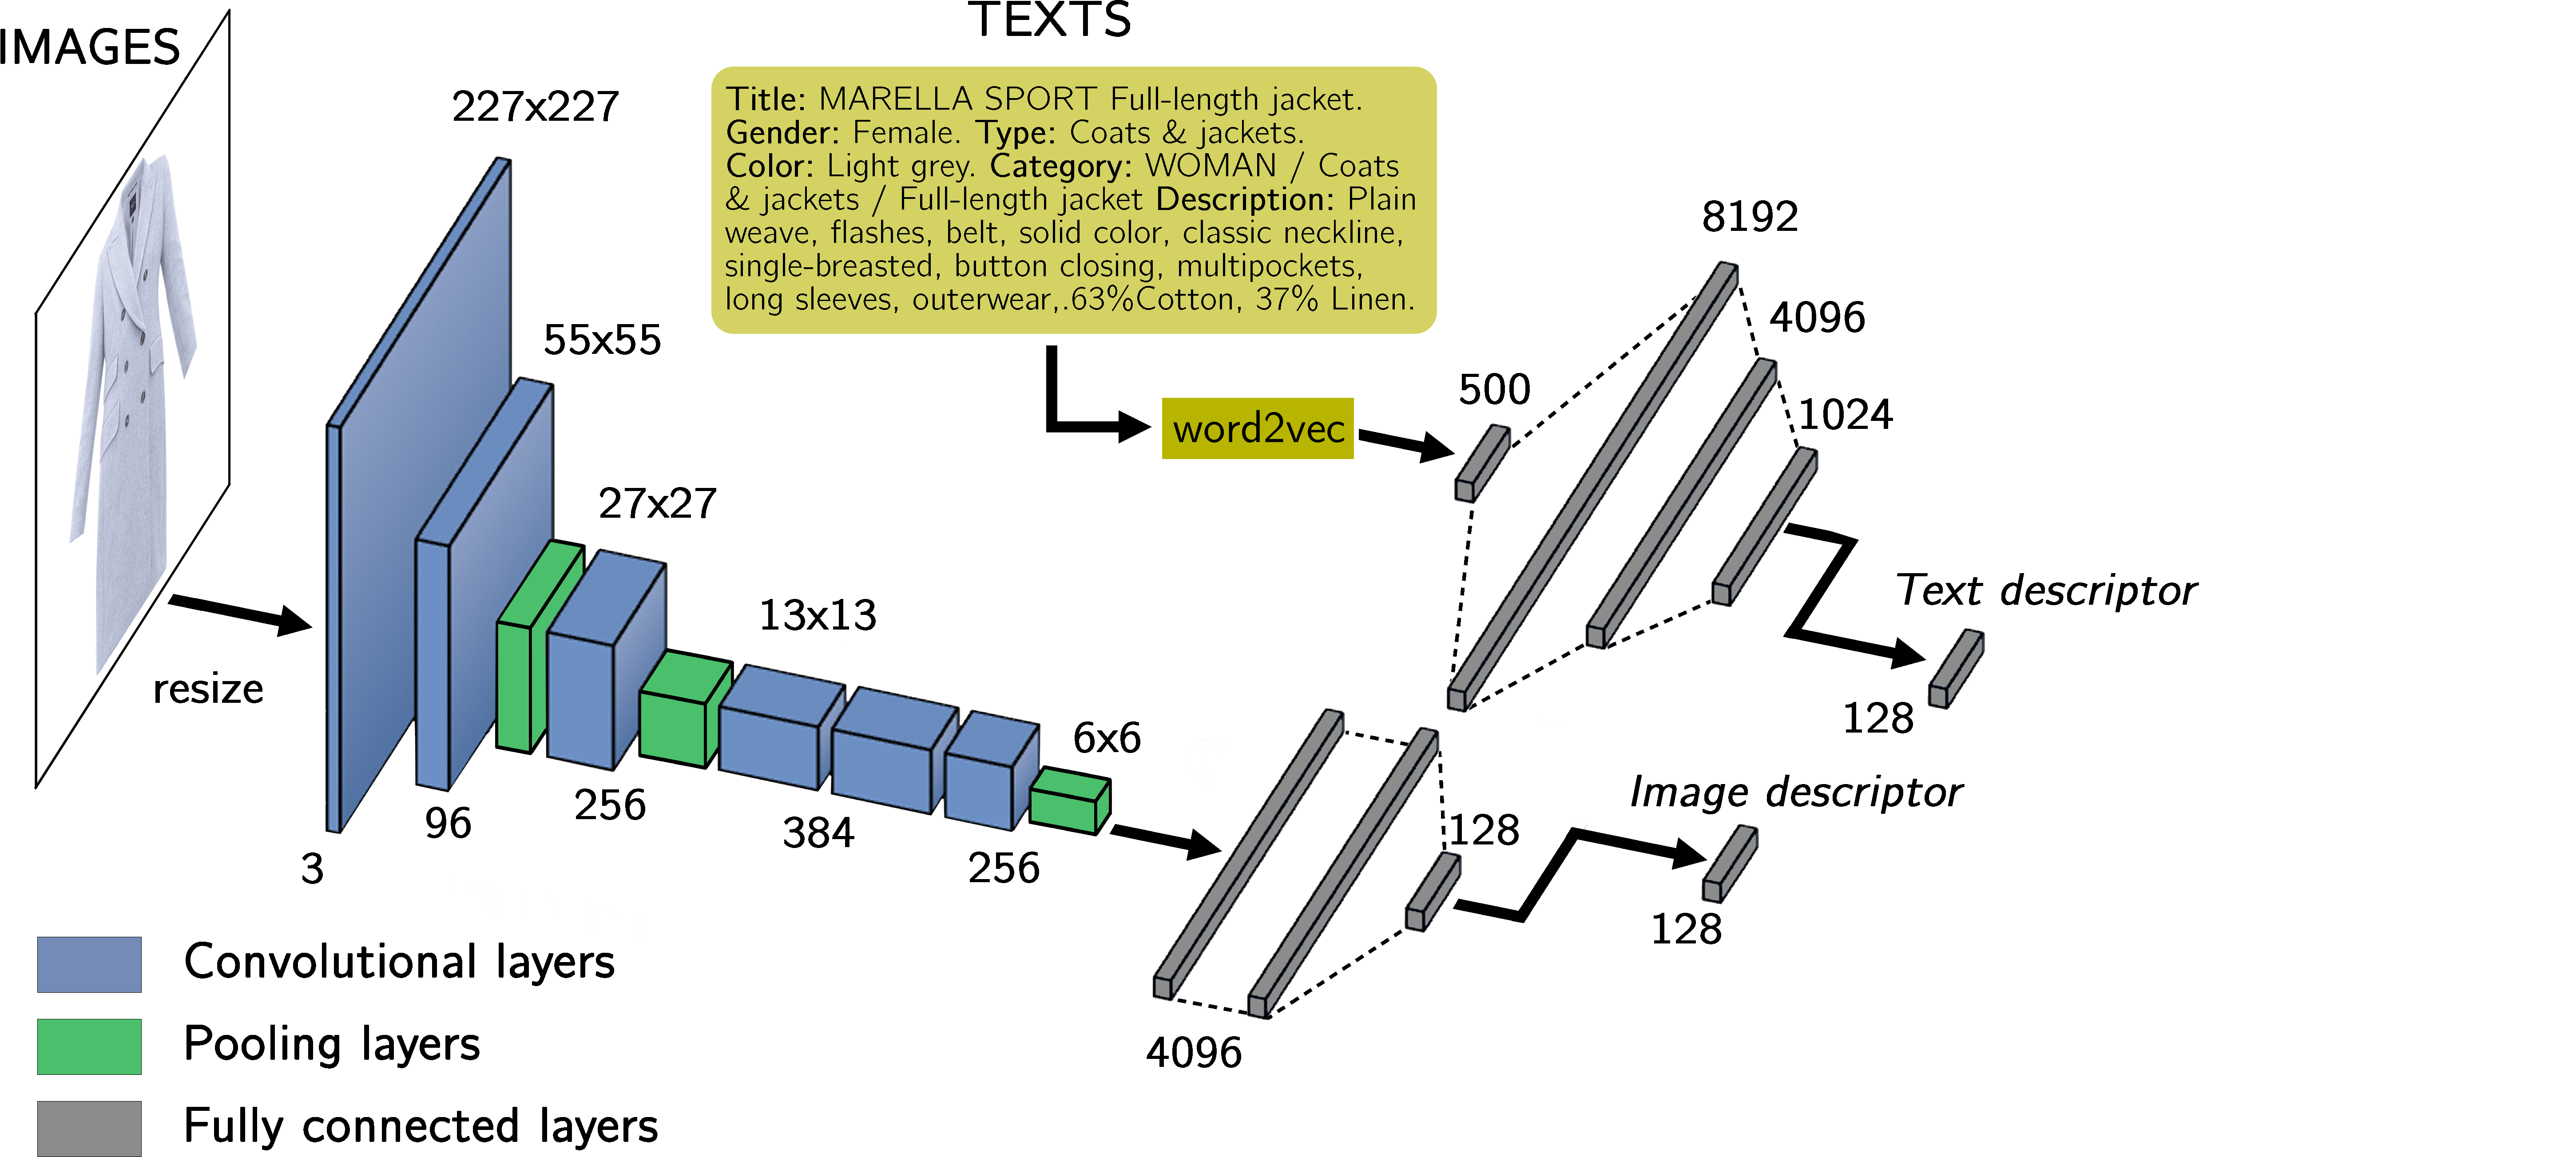 IMAGES
TEXTS
Title: MARELLA SPORT Full-length jacket.
Gender: Female. Type: Coats & jackets.
Color: Light grey. Category: WOMAN / Coats
& jackets / Full-length jacket Description: Plain
weave, flashes, belt, solid color, classic neckline,
single-breasted, button closing, multipockets,
long sleeves, outerwear,.63%Cotton, 37% Linen.
227x227
55x55
27x27
13x13
6x6
resize
3
96
256
384
256
word2vec
500
8192
4096
1024
Text descriptor
128
Image descriptor
128
128
4096
Convolutional layers
Pooling layers
Fully connected layers